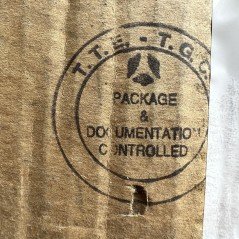 T.T.E. - T.G.C.
PACKAGE
&
DOCUMENTATION
CONTROLLED